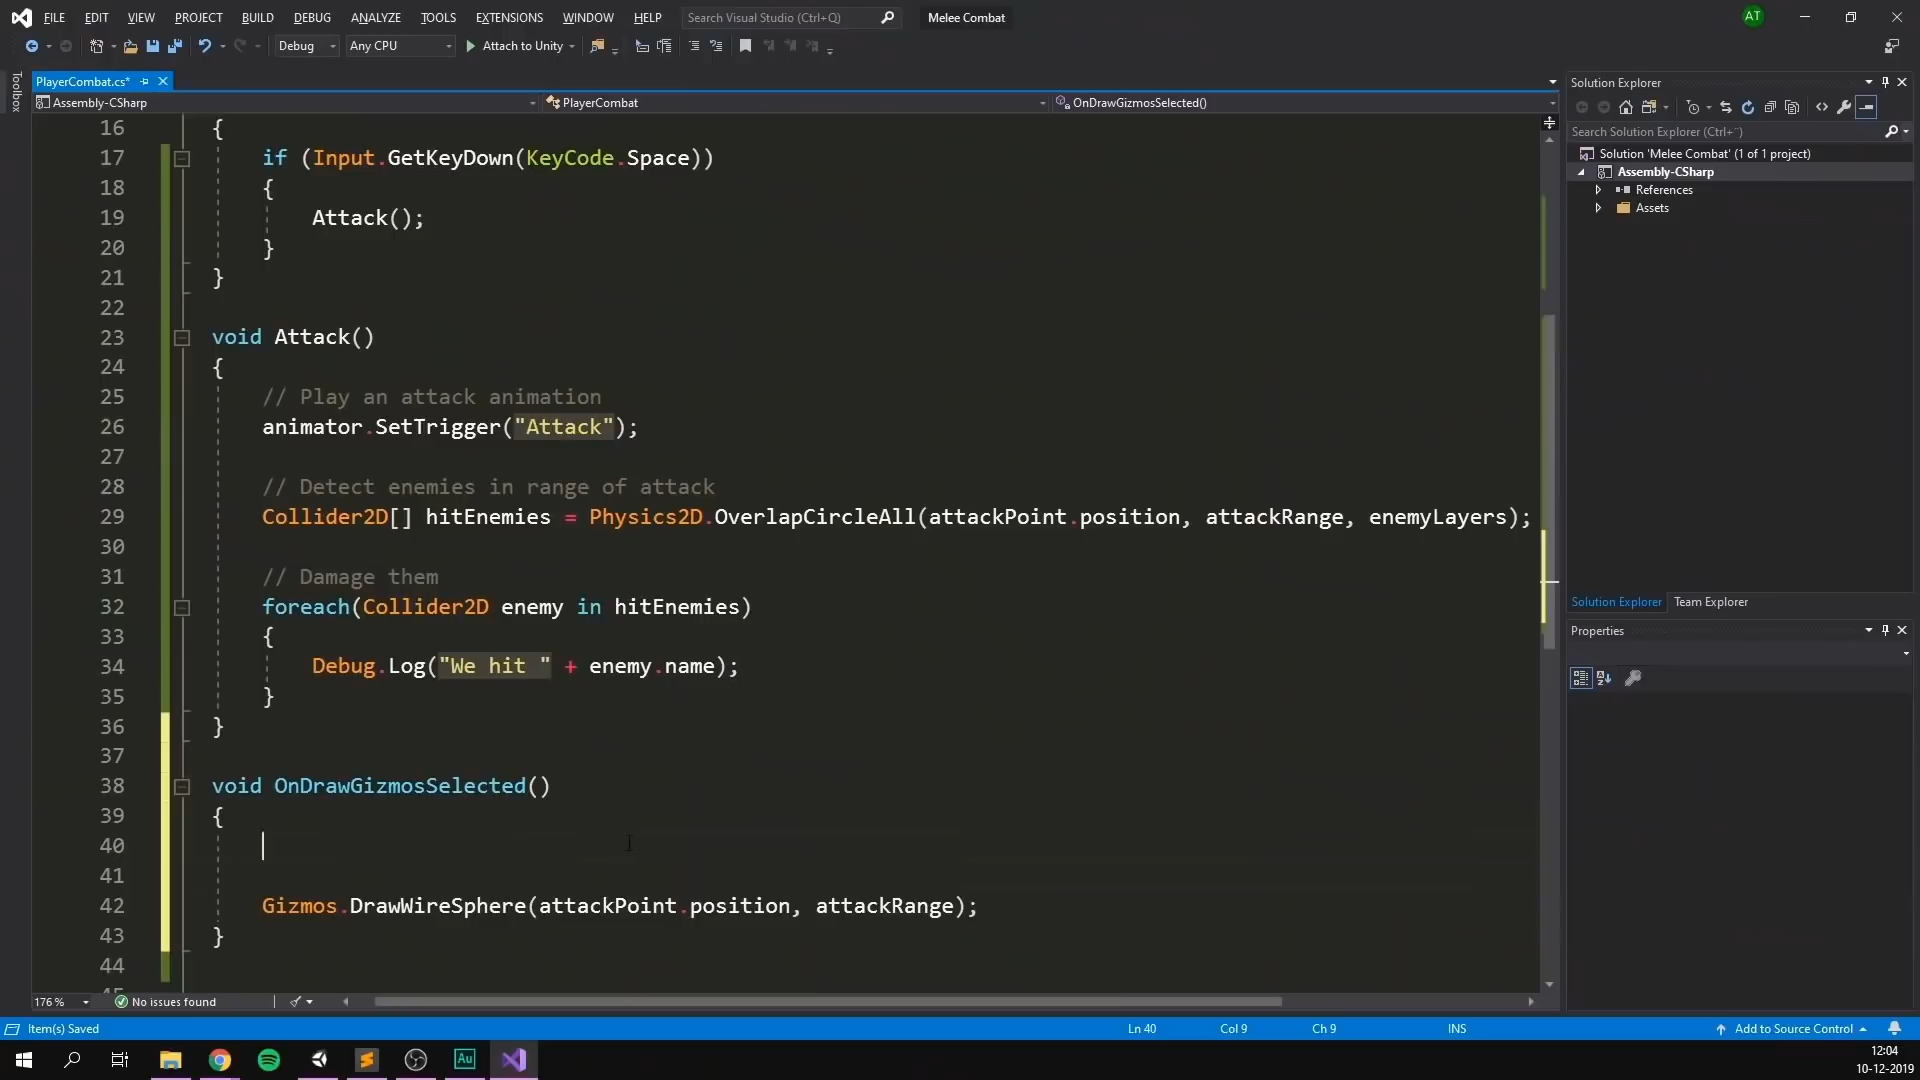 FILE EDIT VIEW PROJECT BUILD DEBUG ANALYZE TOOLS EXTENSIONS WINDOW HELP Search Visual Studio (Ctrl+Q) Melee Combat AT
Debug Any CPU Attach to Unity
Toolbox
PlayerCombat.cs*
Assembly-CSharp PlayerCombat OnDrawGizmosSelected()
16 {
17 if (Input.GetKeyDown(KeyCode.Space))
18 {
19 Attack();
20 }
21 }
22
23 void Attack()
24 {
25 // Play an attack animation
26 animator.SetTrigger("Attack");
27
28 // Detect enemies in range of attack
29 Collider2D[] hitEnemies = Physics2D.OverlapCircleAll(attackPoint.position, attackRange, enemyLayers);
30
31 // Damage them
32 foreach(Collider2D enemy in hitEnemies)
33 {
34 Debug.Log("We hit " + enemy.name);
35 }
36 }
37
38 void OnDrawGizmosSelected()
39 {
40
41
42 Gizmos.DrawWireSphere(attackPoint.position, attackRange);
43 }
44
176 % No issues found
Solution Explorer
Search Solution Explorer (Ctrl+¨)
Solution 'Melee Combat' (1 of 1 project)
Assembly-CSharp
References
Assets
Solution Explorer Team Explorer
Properties
Item(s) Saved Ln 40 Col 9 Ch 9 INS Add to Source Control
Au
12:04
10-12-2019